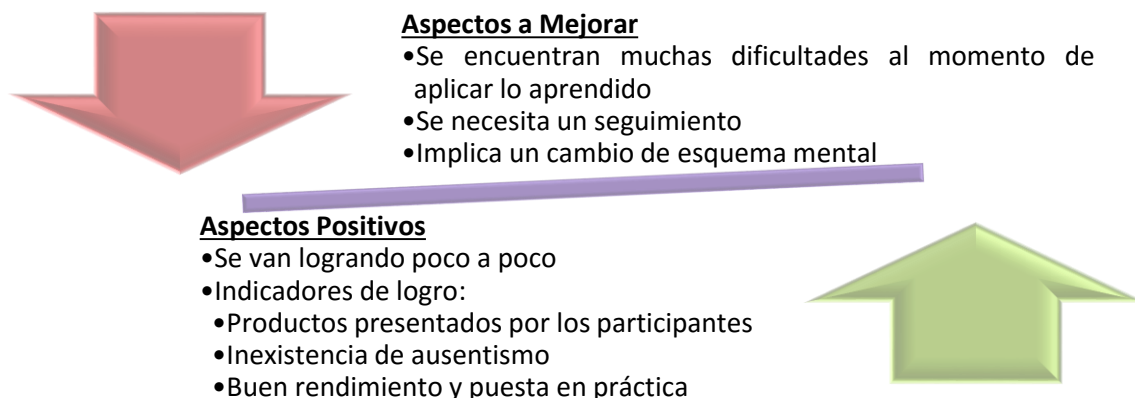 Aspectos a Mejorar
•Se encuentran muchas dificultades al momento de
aplicar lo aprendido
•Se necesita un seguimiento
•Implica un cambio de esquema mental
Aspectos Positivos
•Se van logrando poco a poco
•Indicadores de logro:
•Productos presentados por los participantes
•Inexistencia de ausentismo
•Buen rendimiento y puesta en práctica